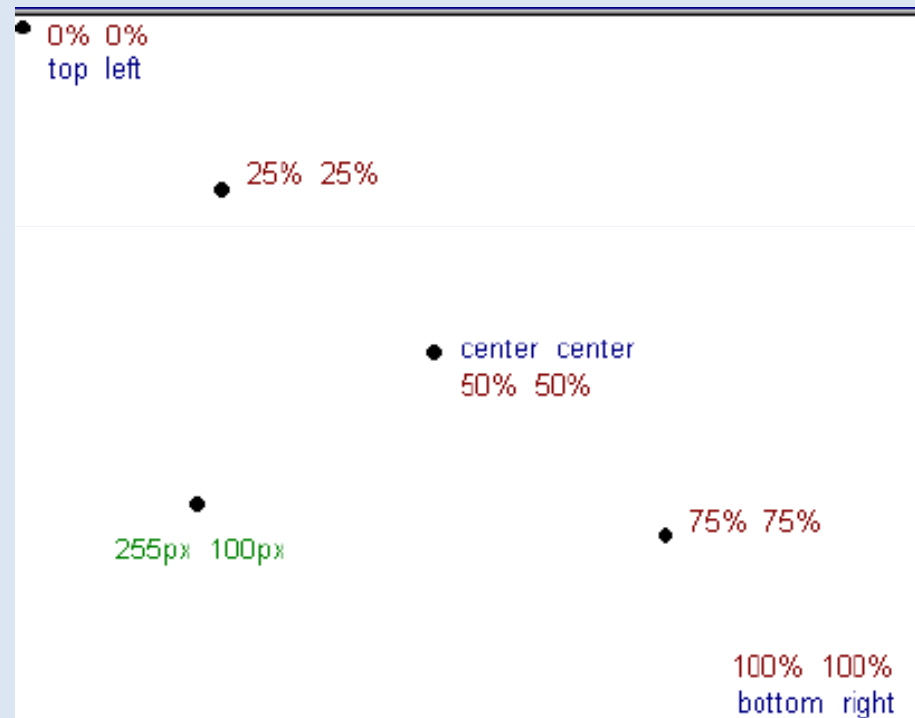 0% 0%
top left
25% 25%
center center
50% 50%
255px 100px
75% 75%
100% 100%
bottom right